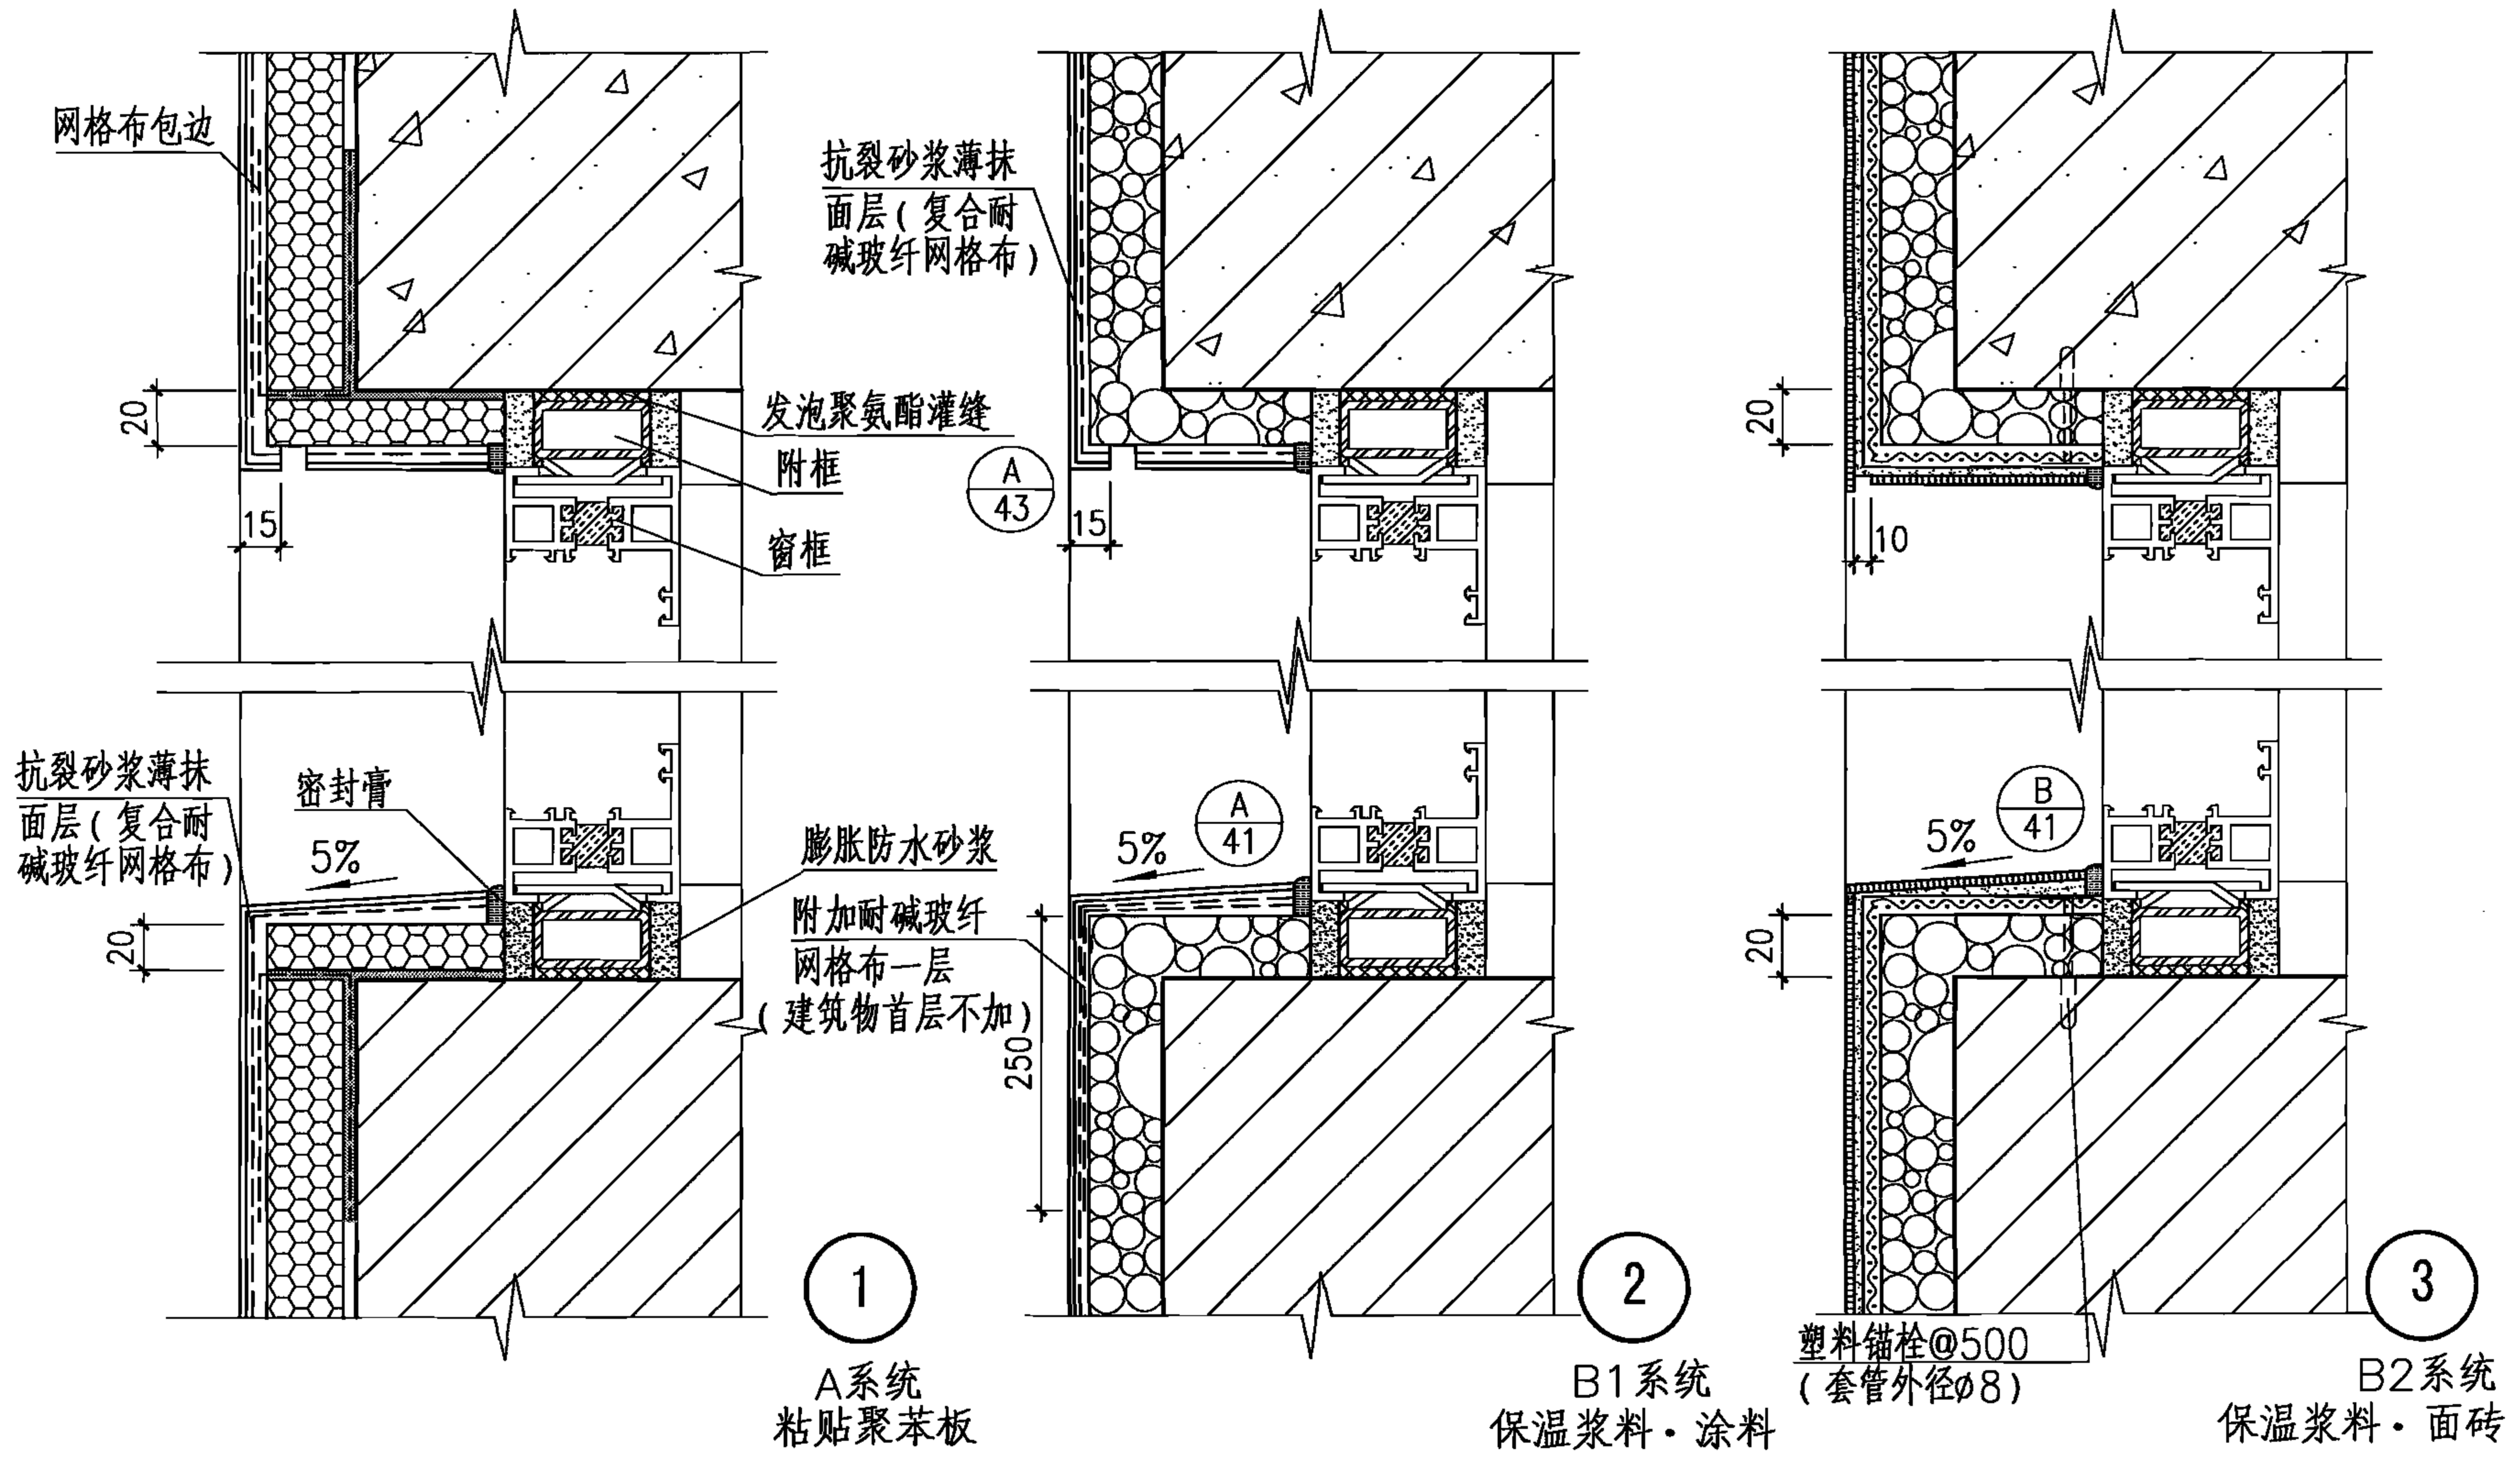 网格布包边
20
15
发泡聚氨酯灌缝
附框
窗框
抗裂砂浆薄抹
面层(复合耐
碱玻纤网格布)
5%
密封膏
20
膨胀防水砂浆
1
A系统
粘贴聚苯板
抗裂砂浆薄抹
面层(复合耐
碱玻纤网格布)
A
43
15
A
41
5%
附加耐碱玻纤
网格布一层
(建筑物首层不加)
250
2
B1系统
保温浆料·涂料
20
10
B
41
5%
20
塑料锚栓@500
(套管外径ø8)
3
B2系统
保温浆料·面砖